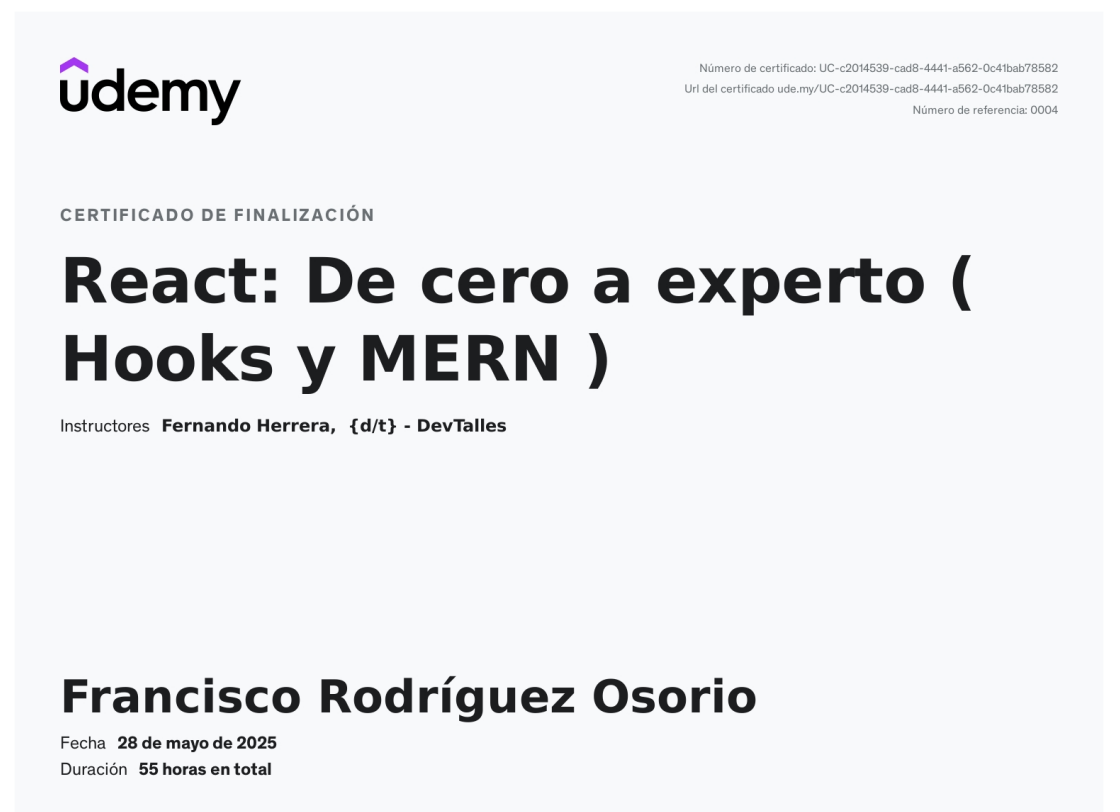 udemy
Número de certificado: UC-c2014539-cad8-4441-a562-0c41bab78582
Url del certificado ude.my/UC-c2014539-cad8-4441-a562-0c41bab78582
Número de referencia: 0004
CERTIFICADO DE FINALIZACIÓN
React: De cero a experto (
Hooks y MERN )
Instructores Fernando Herrera, {d/t} - DevTalles
Francisco Rodríguez Osorio
Fecha 28 de mayo de 2025
Duración 55 horas en total